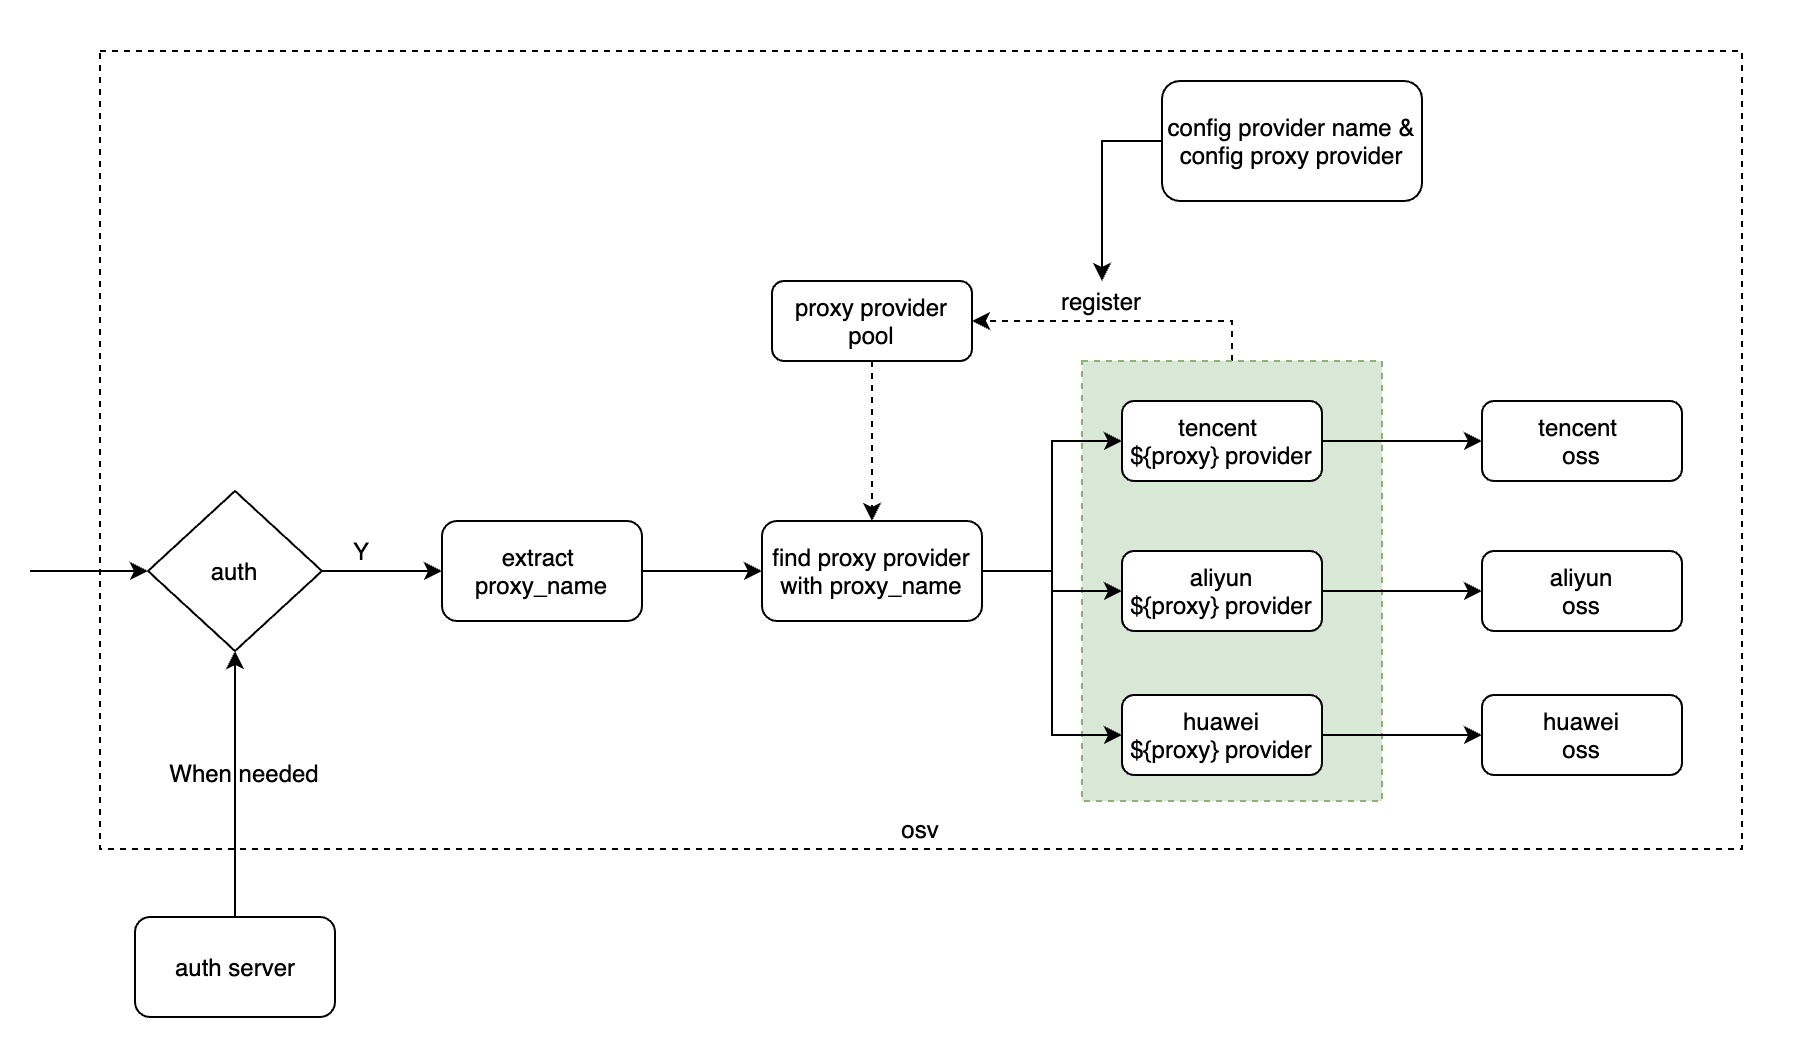 config provider name &
config proxy provider
register
proxy provider
pool
tencent
${proxy} provider
tencent
oss
auth
Y
extract
proxy_name
find proxy provider
with proxy_name
aliyun
${proxy} provider
aliyun
oss
huawei
${proxy} provider
huawei
oss
When needed
osv
auth server